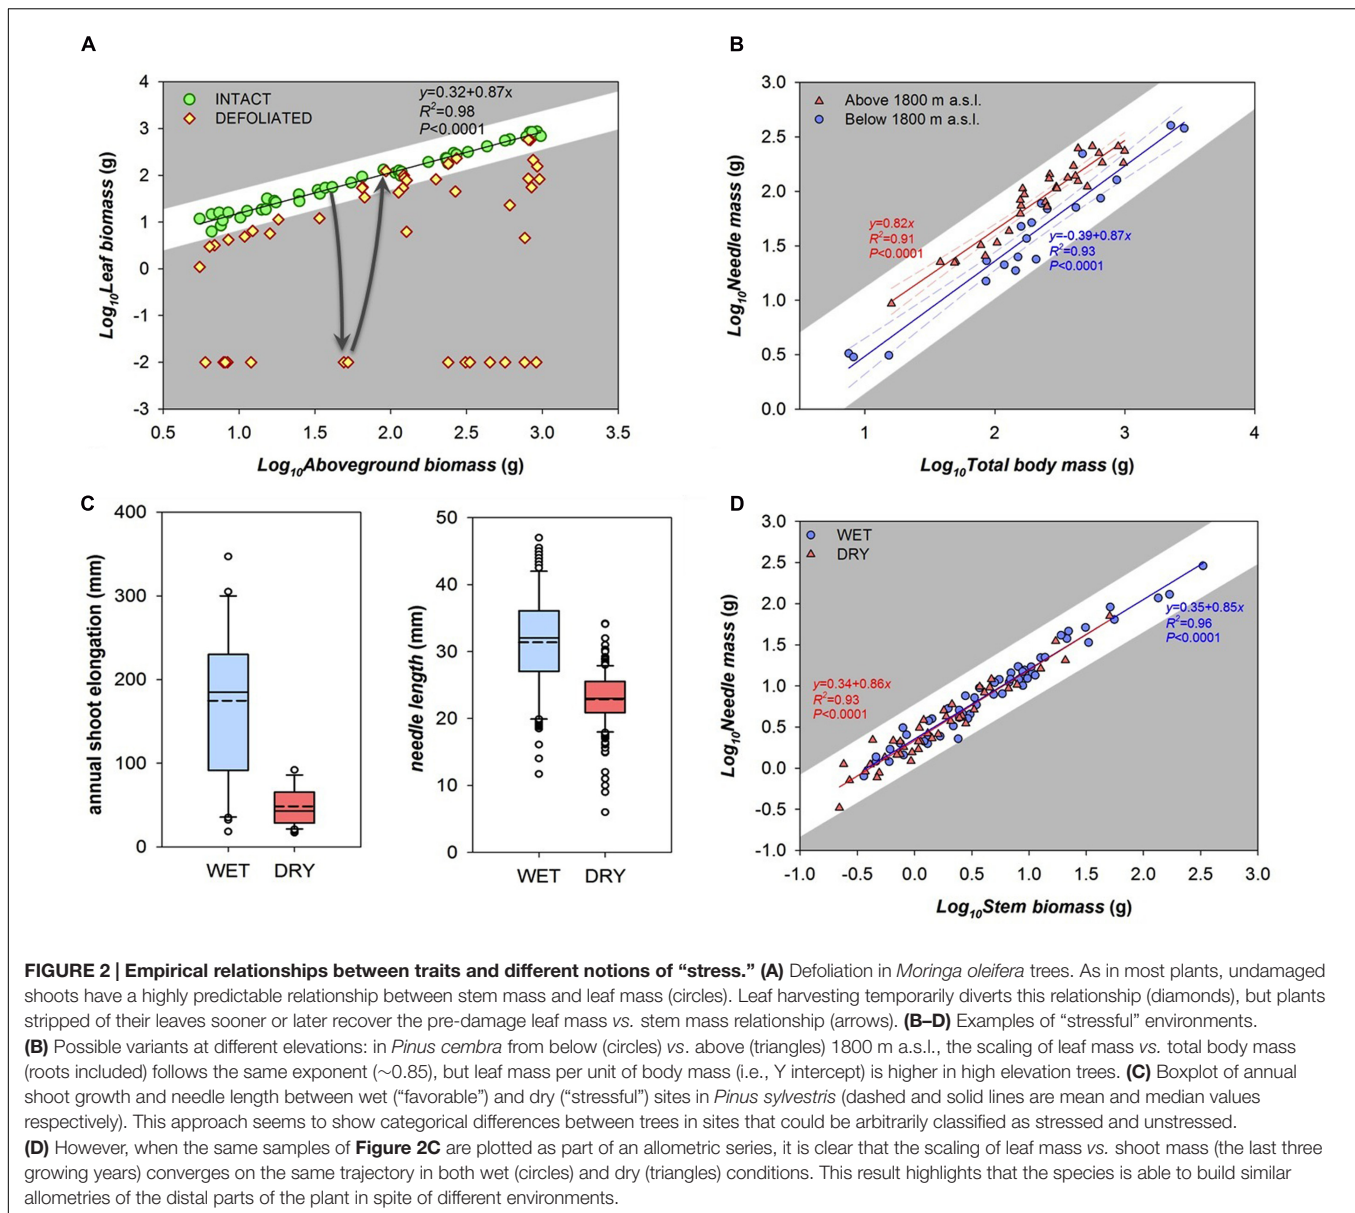 A
4
3
2
1
0
-1
-2
-3
0.5 1.0 1.5 2.0 2.5 3.0 3.5
Log10Leaf biomass (g)
Log10Aboveground biomass (g)
INTACT
DEFOLIATED
y=0.32+0.87x
R2=0.98
P<0.0001
B
3.0
2.5
2.0
1.5
1.0
0.5
0.0
1 2 3 4
Log10Needle mass (g)
Log10Total body mass (g)
Above 1800 m a.s.l.
Below 1800 m a.s.l.
y=0.82x
R2=0.91
P<0.0001
y=-0.39+0.87x
R2=0.93
P<0.0001
C
400
300
200
100
0
annual shoot elongation (mm)
WET DRY
50
40
30
20
10
0
needle length (mm)
WET DRY
D
3.0
2.5
2.0
1.5
1.0
0.5
0.0
-0.5
-1.0
-1.0 -0.5 0.0 0.5 1.0 1.5 2.0 2.5 3.0
Log10Needle mass (g)
Log10Stem biomass (g)
WET
DRY
y=0.35+0.85x
R2=0.96
P<0.0001
y=0.34+0.86x
R2=0.93
P<0.0001
FIGURE 2 | Empirical relationships between traits and different notions of “stress.” (A) Defoliation in Moringa oleifera trees. As in most plants, undamaged
shoots have a highly predictable relationship between stem mass and leaf mass (circles). Leaf harvesting temporarily diverts this relationship (diamonds), but plants
stripped of their leaves sooner or later recover the pre-damage leaf mass vs. stem mass relationship (arrows). (B–D) Examples of “stressful” environments.
(B) Possible variants at different elevations: in Pinus cembra from below (circles) vs. above (triangles) 1800 m a.s.l., the scaling of leaf mass vs. total body mass
(roots included) follows the same exponent (∼0.85), but leaf mass per unit of body mass (i.e., Y intercept) is higher in high elevation trees. (C) Boxplot of annual
shoot growth and needle length between wet (“favorable”) and dry (“stressful”) sites in Pinus sylvestris (dashed and solid lines are mean and median values
respectively). This approach seems to show categorical differences between trees in sites that could be arbitrarily classified as stressed and unstressed.
(D) However, when the same samples of Figure 2C are plotted as part of an allometric series, it is clear that the scaling of leaf mass vs. shoot mass (the last three
growing years) converges on the same trajectory in both wet (circles) and dry (triangles) conditions. This result highlights that the species is able to build similar
allometries of the distal parts of the plant in spite of different environments.